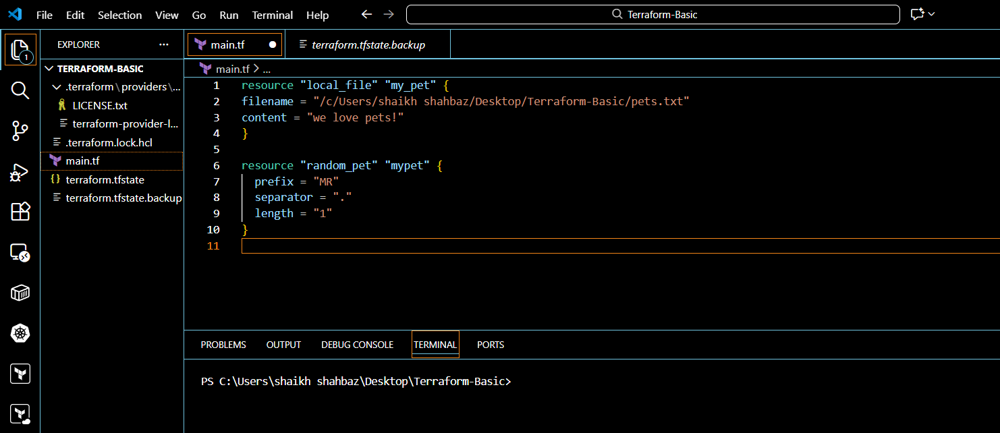 File Edit Selection View Go Run Terminal Help
Terraform-Basic
1
EXPLORER ...
TERRAFORM-BASIC
.terraform\providers\...
LICENSE.txt
terraform-provider-l...
.terraform.lock.hcl
main.tf
terraform.tfstate
terraform.tfstate.backup
main.tf terraform.tfstate.backup
main.tf > ...
1 resource "local_file" "my_pet" {
2 filename = "/c/Users/shaikh shahbaz/Desktop/Terraform-Basic/pets.txt"
3 content = "we love pets!"
4 }
5
6 resource "random_pet" "mypet" {
7 prefix = "MR"
8 separator = "."
9 length = "1"
10 }
11
PROBLEMS OUTPUT DEBUG CONSOLE TERMINAL PORTS
PS C:\Users\shaikh shahbaz\Desktop\Terraform-Basic>